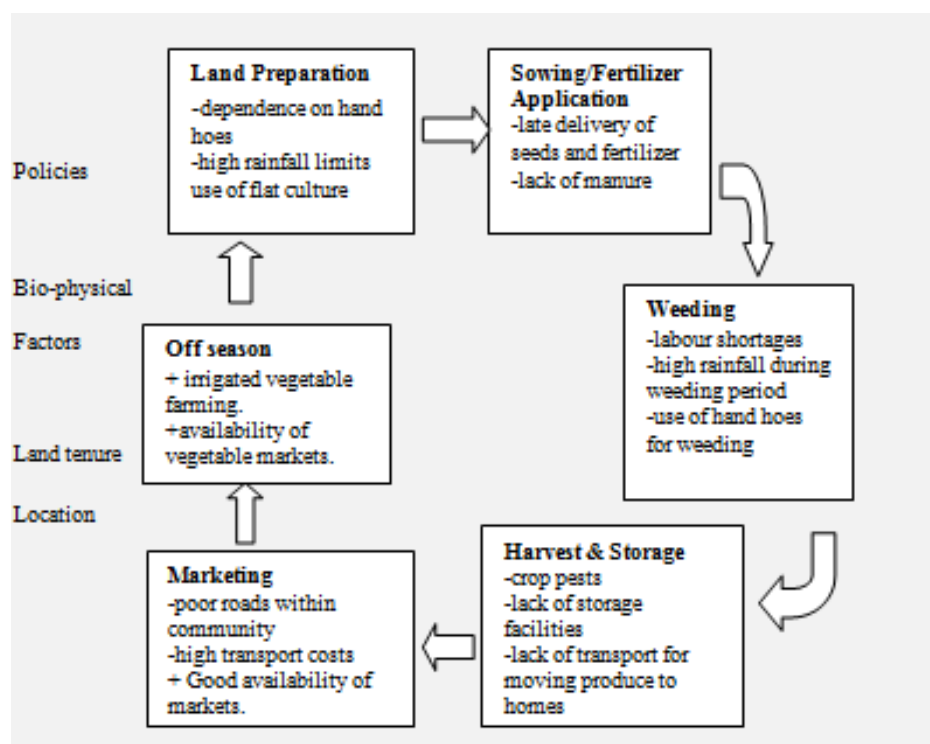 Policies
Bio-physical
Factors
Land tenure
Location
Land Preparation
-dependence on hand
hoes
-high rainfall limits
use of flat culture
Sowing/Fertilizer
Application
-late delivery of
seeds and fertilizer
-lack of manure
Weeding
-labour shortages
-high rainfall during
weeding period
-use of hand hoes
for weeding
Harvest & Storage
-crop pests
-lack of storage
facilities
-lack of transport for
moving produce to
homes
Marketing
-poor roads within
community
-high transport costs
+ Good availability of
markets.
Off season
+ irrigated vegetable
farming.
+availability of
vegetable markets.